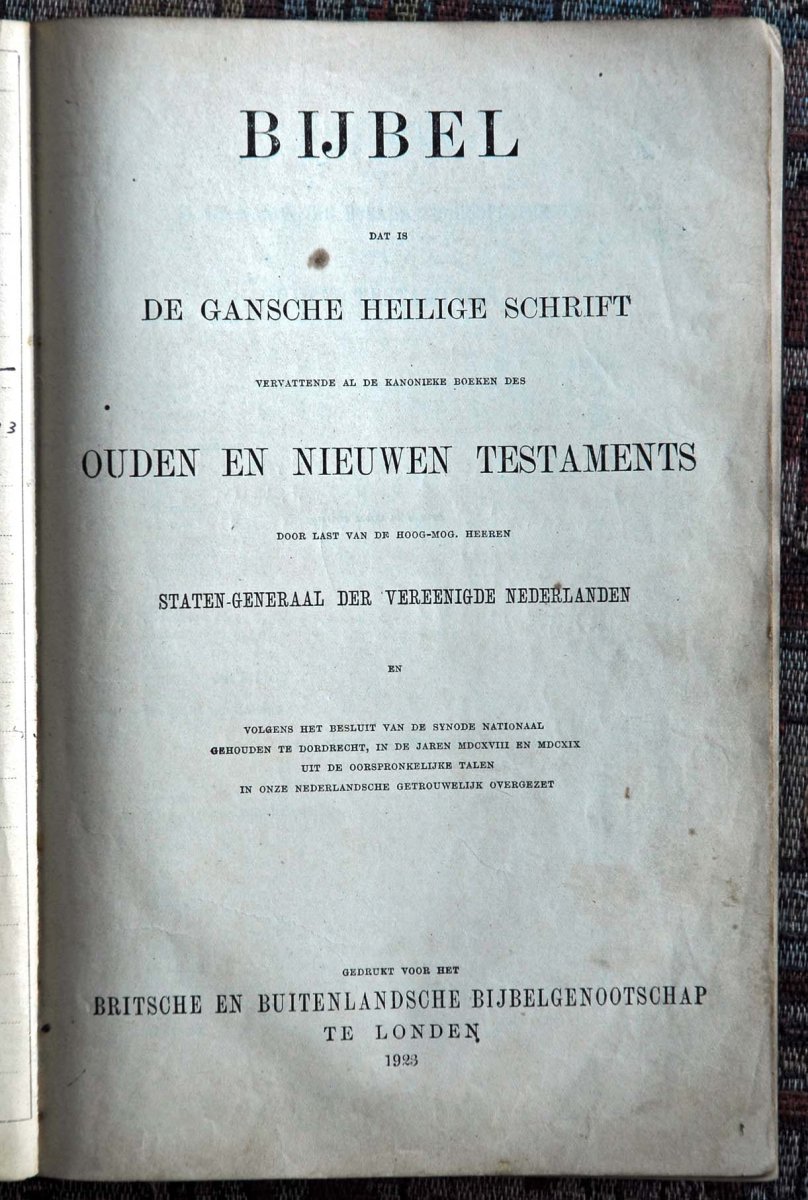 BIJBEL
DAT IS
DE GANSCHE HEILIGE SCHRIFT
VERVATTENDE AL DE KANONIEKE BOEKEN DES
OUDEN EN NIEUWEN TESTAMENTS
DOOR LAST VAN DE HOOG-MOG. HEEREN
STATEN-GENERAAL DER VEREENIGDE NEDERLANDEN
EN
VOLGENS HET BESLUIT VAN DE SYNODE NATIONAAL
GEHOUDEN TE DORDRECHT, IN DE JAREN MDCXVIII EN MDCXIX
UIT DE OORSPRONKELIJKE TALEN
IN ONZE NEDERLANDSCHE GETROUWELIJK OVERGEZET
GEDRUKT VOOR HET
BRITSCHE EN BUITENLANDSCHE BIJBELGENOOTSCHAP
TE LONDEN
1923